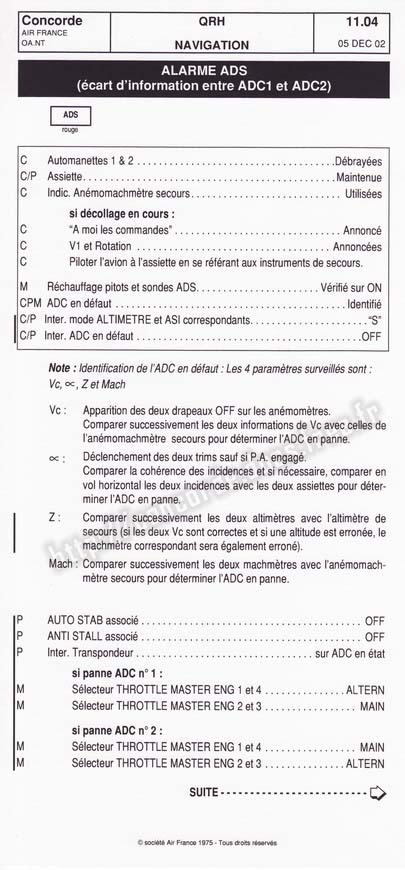 Concorde
AIR FRANCE
OA.NT
QRH
NAVIGATION
11.04
05 DEC 02
ALARME ADS
(écart d'information entre ADC1 et ADC2)
ADS
rouge
C Automanettes 1 & 2 . . . . . . . . . . . . . . . . . . . . . . . . . . . . . . . . . . Débrayées
C/P Assiette. . . . . . . . . . . . . . . . . . . . . . . . . . . . . . . . . . . . . . . . . . Maintenue
C Indic. Anémomachmètre secours. . . . . . . . . . . . . . . . . . . . . . . . . Utilisées
si décollage en cours :
C "A moi les commandes" . . . . . . . . . . . . . . . . . . . . . . . . . . . Annoncé
C V1 et Rotation . . . . . . . . . . . . . . . . . . . . . . . . . . . . . . . . . Annoncées
C Piloter l'avion à l'assiette en se référant aux instruments de secours.
M Réchauffage pitots et sondes ADS. . . . . . . . . . . . . . . . . . . . Vérifié sur ON
CPM ADC en défaut . . . . . . . . . . . . . . . . . . . . . . . . . . . . . . . . . . . . Identifié
C/P Inter. mode ALTIMETRE et ASI correspondants. . . . . . . . . . . . . . . . . . . "S"
C/P Inter. ADC en défaut . . . . . . . . . . . . . . . . . . . . . . . . . . . . . . . . . . . OFF
Note : Identification de l'ADC en défaut : Les 4 paramètres surveillés sont :
Vc, ∝, Z et Mach
Vc : Apparition des deux drapeaux OFF sur les anémomètres.
Comparer successivement les deux informations de Vc avec celles de
l'anémomachmètre secours pour déterminer l'ADC en panne.
∝ : Déclenchement des deux trims sauf si P.A. engagé.
Comparer la cohérence des incidences et si nécessaire, comparer en
vol horizontal les deux incidences avec les deux assiettes pour déter-
miner l'ADC en panne.
Z : Comparer successivement les deux altimètres avec l'altimètre de
secours (si les deux Vc sont correctes et si une altitude est erronée, le
machmètre correspondant sera également erroné).
Mach : Comparer successivement les deux machmètres avec l'anémomach-
mètre secours pour déterminer l'ADC en panne.
P AUTO STAB associé . . . . . . . . . . . . . . . . . . . . . . . . . . . . . . . . . . . OFF
P ANTI STALL associé . . . . . . . . . . . . . . . . . . . . . . . . . . . . . . . . . . . OFF
P Inter. Transpondeur . . . . . . . . . . . . . . . . . . . . . . . . . . . sur ADC en état
si panne ADC n° 1 :
M Sélecteur THROTTLE MASTER ENG 1 et 4 . . . . . . . . . . . . . . ALTERN
M Sélecteur THROTTLE MASTER ENG 2 et 3 . . . . . . . . . . . . . . . . MAIN
si panne ADC n° 2 :
M Sélecteur THROTTLE MASTER ENG 1 et 4 . . . . . . . . . . . . . . . . MAIN
M Sélecteur THROTTLE MASTER ENG 2 et 3 . . . . . . . . . . . . . . ALTERN
SUITE
© société Air France 1975 - Tous droits réservés